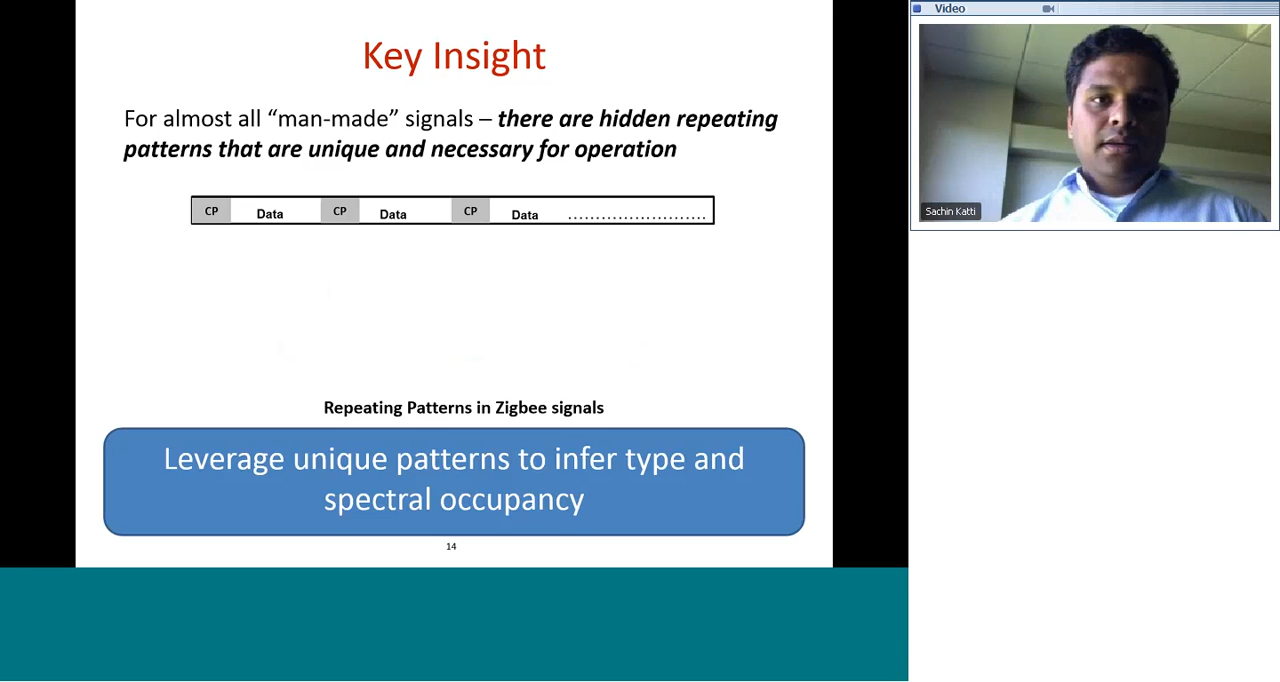 Video
Key Insight
For almost all “man-made” signals – there are hidden repeating
patterns that are unique and necessary for operation
CP Data CP Data CP Data ..........................
Sachin Katti
Repeating Patterns in Zigbee signals
Leverage unique patterns to infer type and
spectral occupancy
14